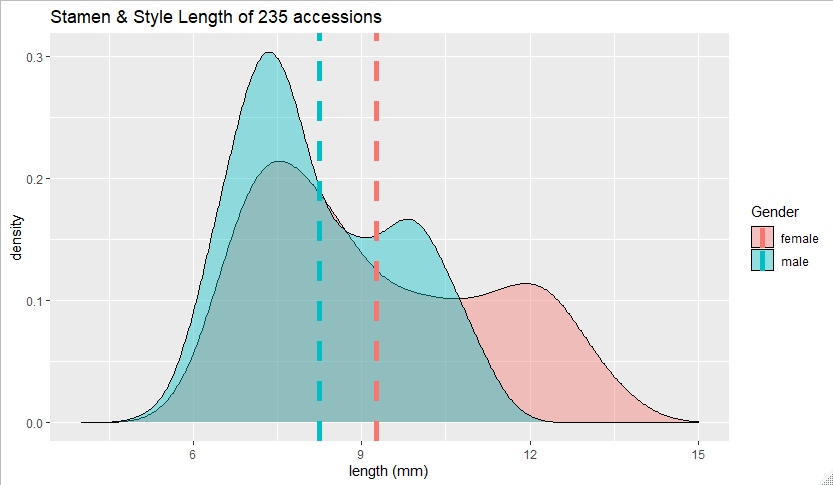 Stamen & Style Length of 235 accessions
0.3
0.2
0.1
0.0
density
6
9
12
15
length (mm)
Gender
female
male